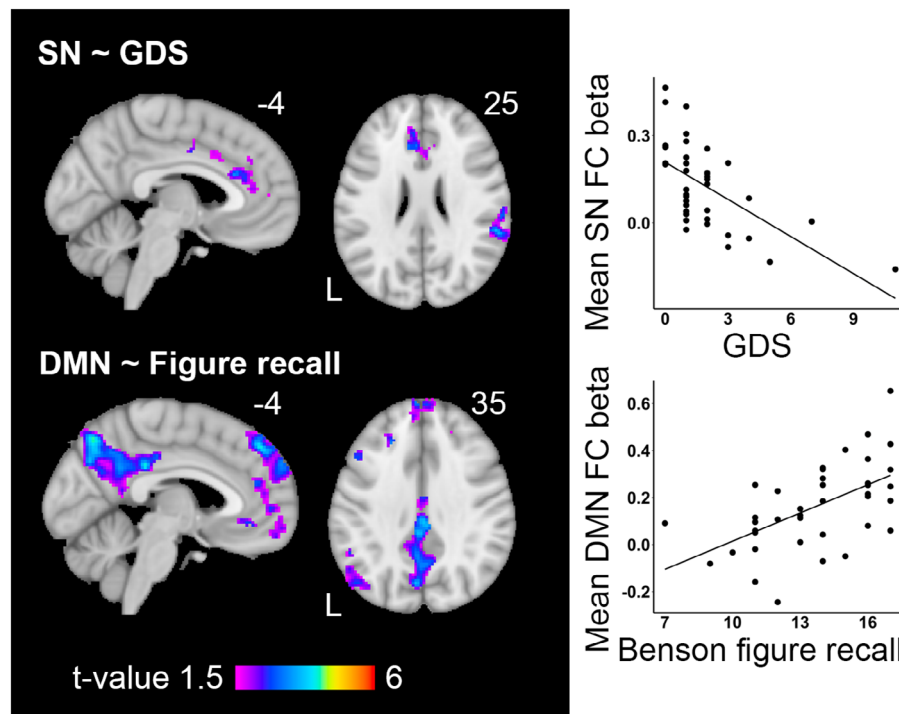 SN ~ GDS
-4
25
L
DMN ~ Figure recall
-4
35
L
t-value 1.5
6
Mean SN FC beta
0.3
0.0
0
3
6
9
GDS
Mean DMN FC beta
0.6
0.4
0.2
0.0
-0.2
7
10
13
16
Benson figure recall